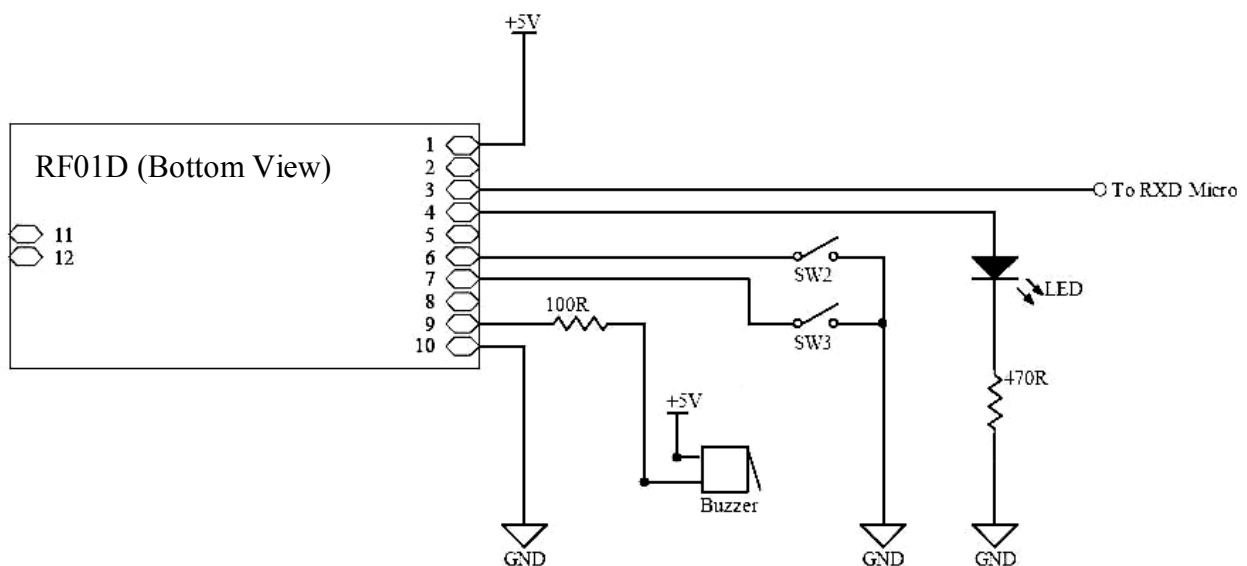 +5V
RF01D (Bottom View)
1
2
3
4
5
6
7
8
9
10
11
12
To RXD Micro
SW2
SW3
LED
100R
470R
+5V
Buzzer
GND
GND
GND